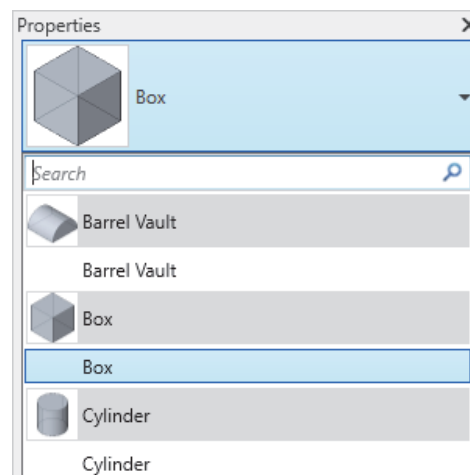 Properties
Box
Search
Barrel Vault
Barrel Vault
Box
Box
Cylinder
Cylinder